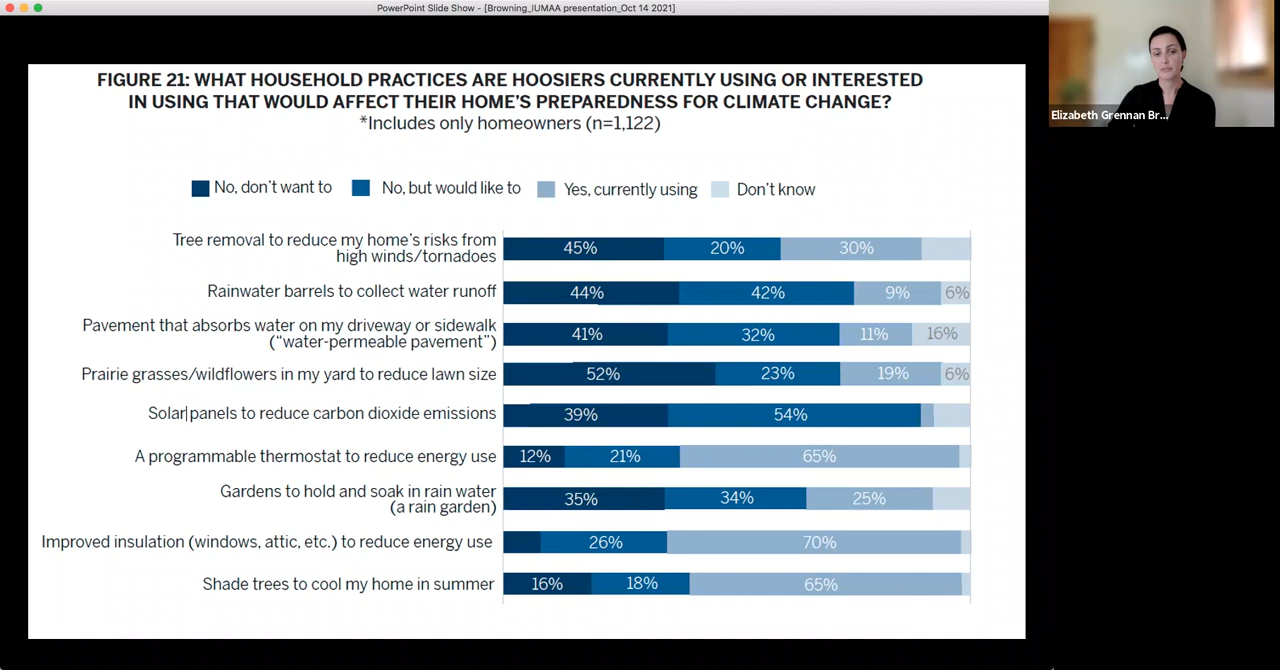 PowerPoint Slide Show - [Browning_IUMAA presentation_Oct 14 2021]
Elizabeth Grennan Br...
FIGURE 21: WHAT HOUSEHOLD PRACTICES ARE HOOSIERS CURRENTLY USING OR INTERESTED
IN USING THAT WOULD AFFECT THEIR HOME'S PREPAREDNESS FOR CLIMATE CHANGE?
*Includes only homeowners (n=1,122)
No, don't want to No, but would like to Yes, currently using Don't know
Tree removal to reduce my home's risks from
high winds/tornadoes
45% 20% 30%
Rainwater barrels to collect water runoff 44% 42% 9% 6%
Pavement that absorbs water on my driveway or sidewalk
("water-permeable pavement")
41% 32% 11% 16%
Prairie grasses/wildflowers in my yard to reduce lawn size 52% 23% 19% 6%
Solar panels to reduce carbon dioxide emissions 39% 54%
A programmable thermostat to reduce energy use 12% 21% 65%
Gardens to hold and soak in rain water
(a rain garden)
35% 34% 25%
Improved insulation (windows, attic, etc.) to reduce energy use 26% 70%
Shade trees to cool my home in summer 16% 18% 65%